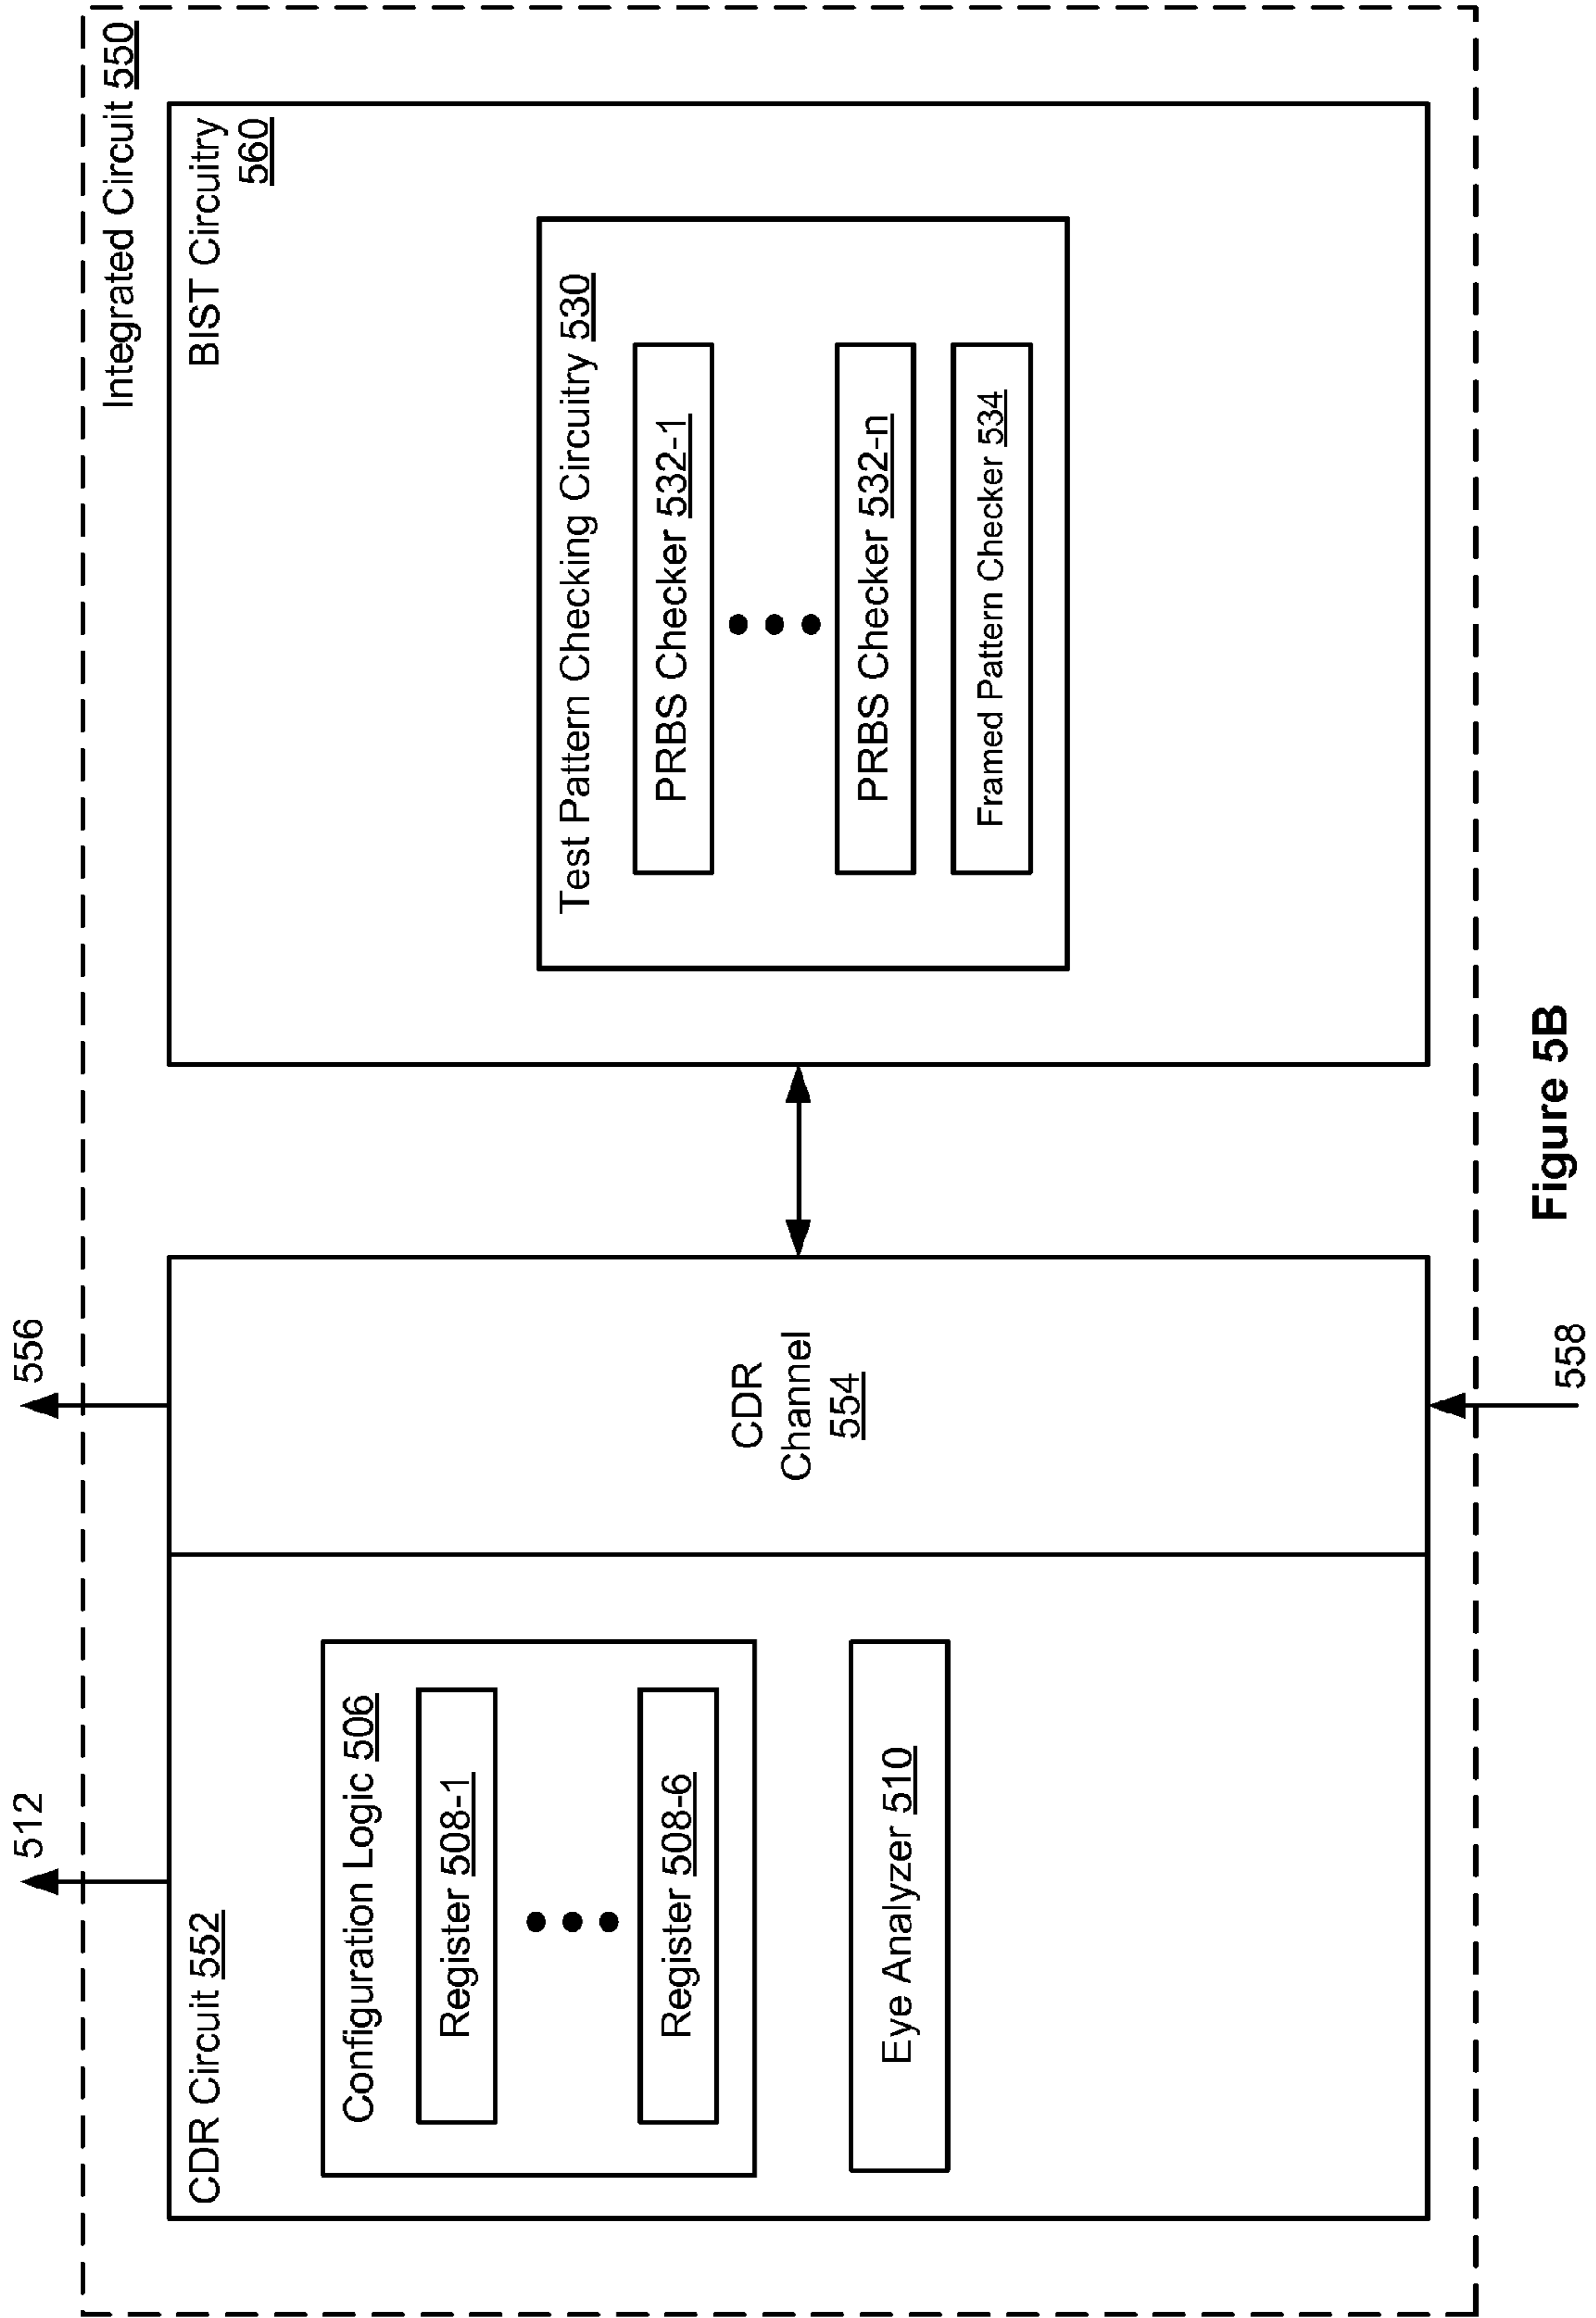 512
556
Integrated Circuit 550
CDR Circuit 552
Configuration Logic 506
Register 508-1
Register 508-6
Eye Analyzer 510
CDR
Channel
554
BIST Circuitry
560
Test Pattern Checking Circuitry 530
PRBS Checker 532-1
PRBS Checker 532-n
Framed Pattern Checker 534
558
Figure 5B